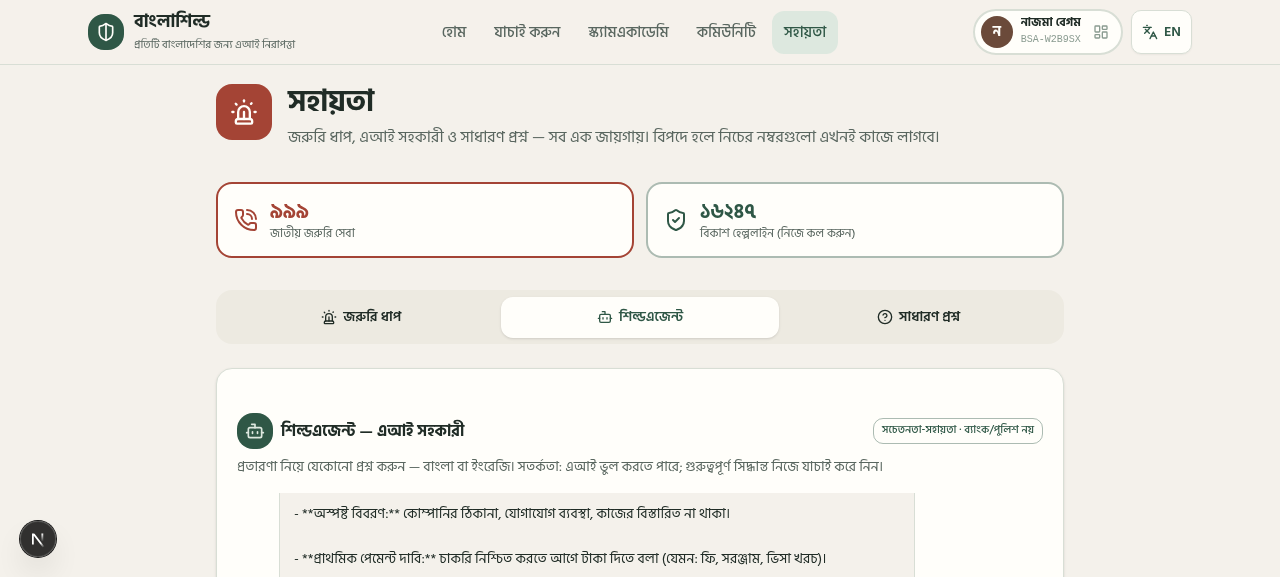 বাংলাশিল্ড
প্রতিটি বাংলাদেশির জন্য এআই নিরাপত্তা
হোম
যাচাই করুন
স্ক্যামএকাডেমি
কমিউনিটি
সহায়তা
ন
নাজমা বেগম
BSA-W2B9SX
EN
সহায়তা
জরুরি ধাপ, এআই সহকারী ও সাধারণ প্রশ্ন — সব এক জায়গায়। বিপদে হলে নিচের নম্বরগুলো এখনই কাজে লাগবে।
৯৯৯
জাতীয় জরুরি সেবা
১৬২৪৭
বিকাশ হেল্পলাইন (নিজে কল করুন)
জরুরি ধাপ
শিল্ডএজেন্ট
সাধারণ প্রশ্ন
শিল্ডএজেন্ট — এআই সহকারী
সচেতনতা-সহায়তা · ব্যাংক/পুলিশ নয়
প্রতারণা নিয়ে যেকোনো প্রশ্ন করুন — বাংলা বা ইংরেজি। সতর্কতা: এআই ভুল করতে পারে; গুরুত্বপূর্ণ সিদ্ধান্ত নিজে যাচাই করে নিন।
- **অস্পষ্ট বিবরণ:** কোম্পানির ঠিকানা, যোগাযোগ ব্যবস্থা, কাজের বিস্তারিত না থাকা।
- **প্রাথমিক পেমেন্ট দাবি:** চাকরি নিশ্চিত করতে আগে টাকা দিতে বলা (যেমন: ফি, সরঞ্জাম, ভিসা খরচ)।
N